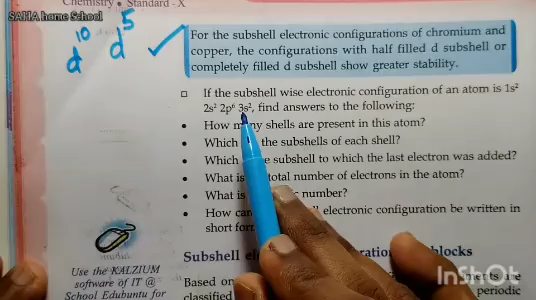 Chemistry • Standard - X
SAHA home School
d¹⁰ d⁵
For the subshell electronic configurations of chromium and
copper, the configurations with half filled d subshell or
completely filled d subshell show greater stability.
If the subshell wise electronic configuration of an atom is 1s²
2s² 2p⁶ 3s², find answers to the following:
• How many shells are present in this atom?
• Which the subshells of each shell?
• Which subshell to which the last electron was added?
• What is total number of electrons in the atom?
• What is number?
• How can electronic configuration be written in
short form
Subshell blocks
Based on are
classified periodic
Use the KALZIUM
software of IT @
School Edubuntu for
InShot